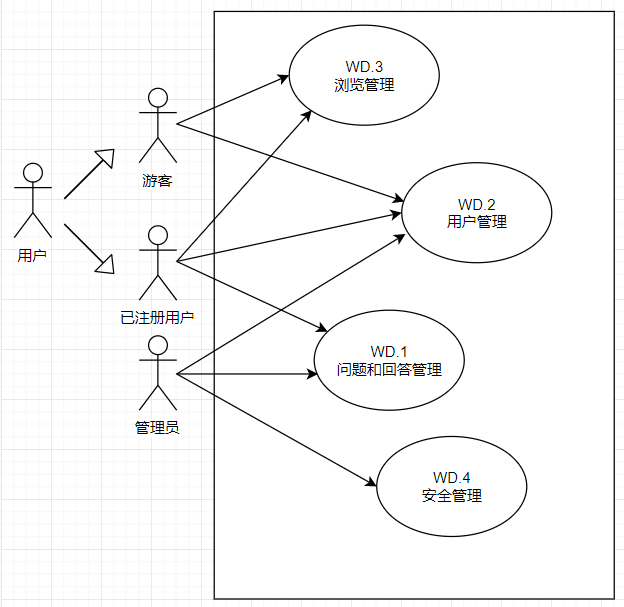 WD.3
浏览管理
游客
WD.2
用户管理
用户
已注册用户
WD.1
问题和回答管理
管理员
WD.4
安全管理